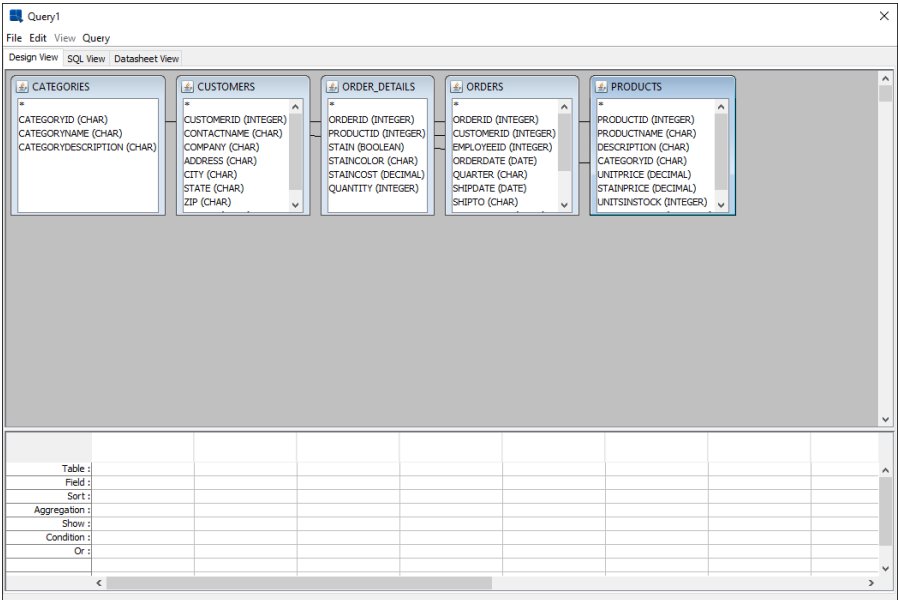 Query1
File Edit View Query
Design View SQL View Datasheet View
CATEGORIES
*
CATEGORYID (CHAR)
CATEGORYNAME (CHAR)
CATEGORYDESCRIPTION (CHAR)
CUSTOMERS
*
CUSTOMERID (INTEGER)
CONTACTNAME (CHAR)
COMPANY (CHAR)
ADDRESS (CHAR)
CITY (CHAR)
STATE (CHAR)
ZIP (CHAR)
ORDER_DETAILS
*
ORDERID (INTEGER)
PRODUCTID (INTEGER)
STAIN (BOOLEAN)
STAINCOLOR (CHAR)
STAINCOST (DECIMAL)
QUANTITY (INTEGER)
ORDERS
*
ORDERID (INTEGER)
CUSTOMERID (INTEGER)
EMPLOYEEID (INTEGER)
ORDERDATE (DATE)
QUARTER (CHAR)
SHIPDATE (DATE)
SHIPTO (CHAR)
PRODUCTS
*
PRODUCTID (INTEGER)
PRODUCTNAME (CHAR)
DESCRIPTION (CHAR)
CATEGORYID (CHAR)
UNITPRICE (DECIMAL)
STAINPRICE (DECIMAL)
UNITSINSTOCK (INTEGER)
Table :
Field :
Sort :
Aggregation :
Show :
Condition :
Or :